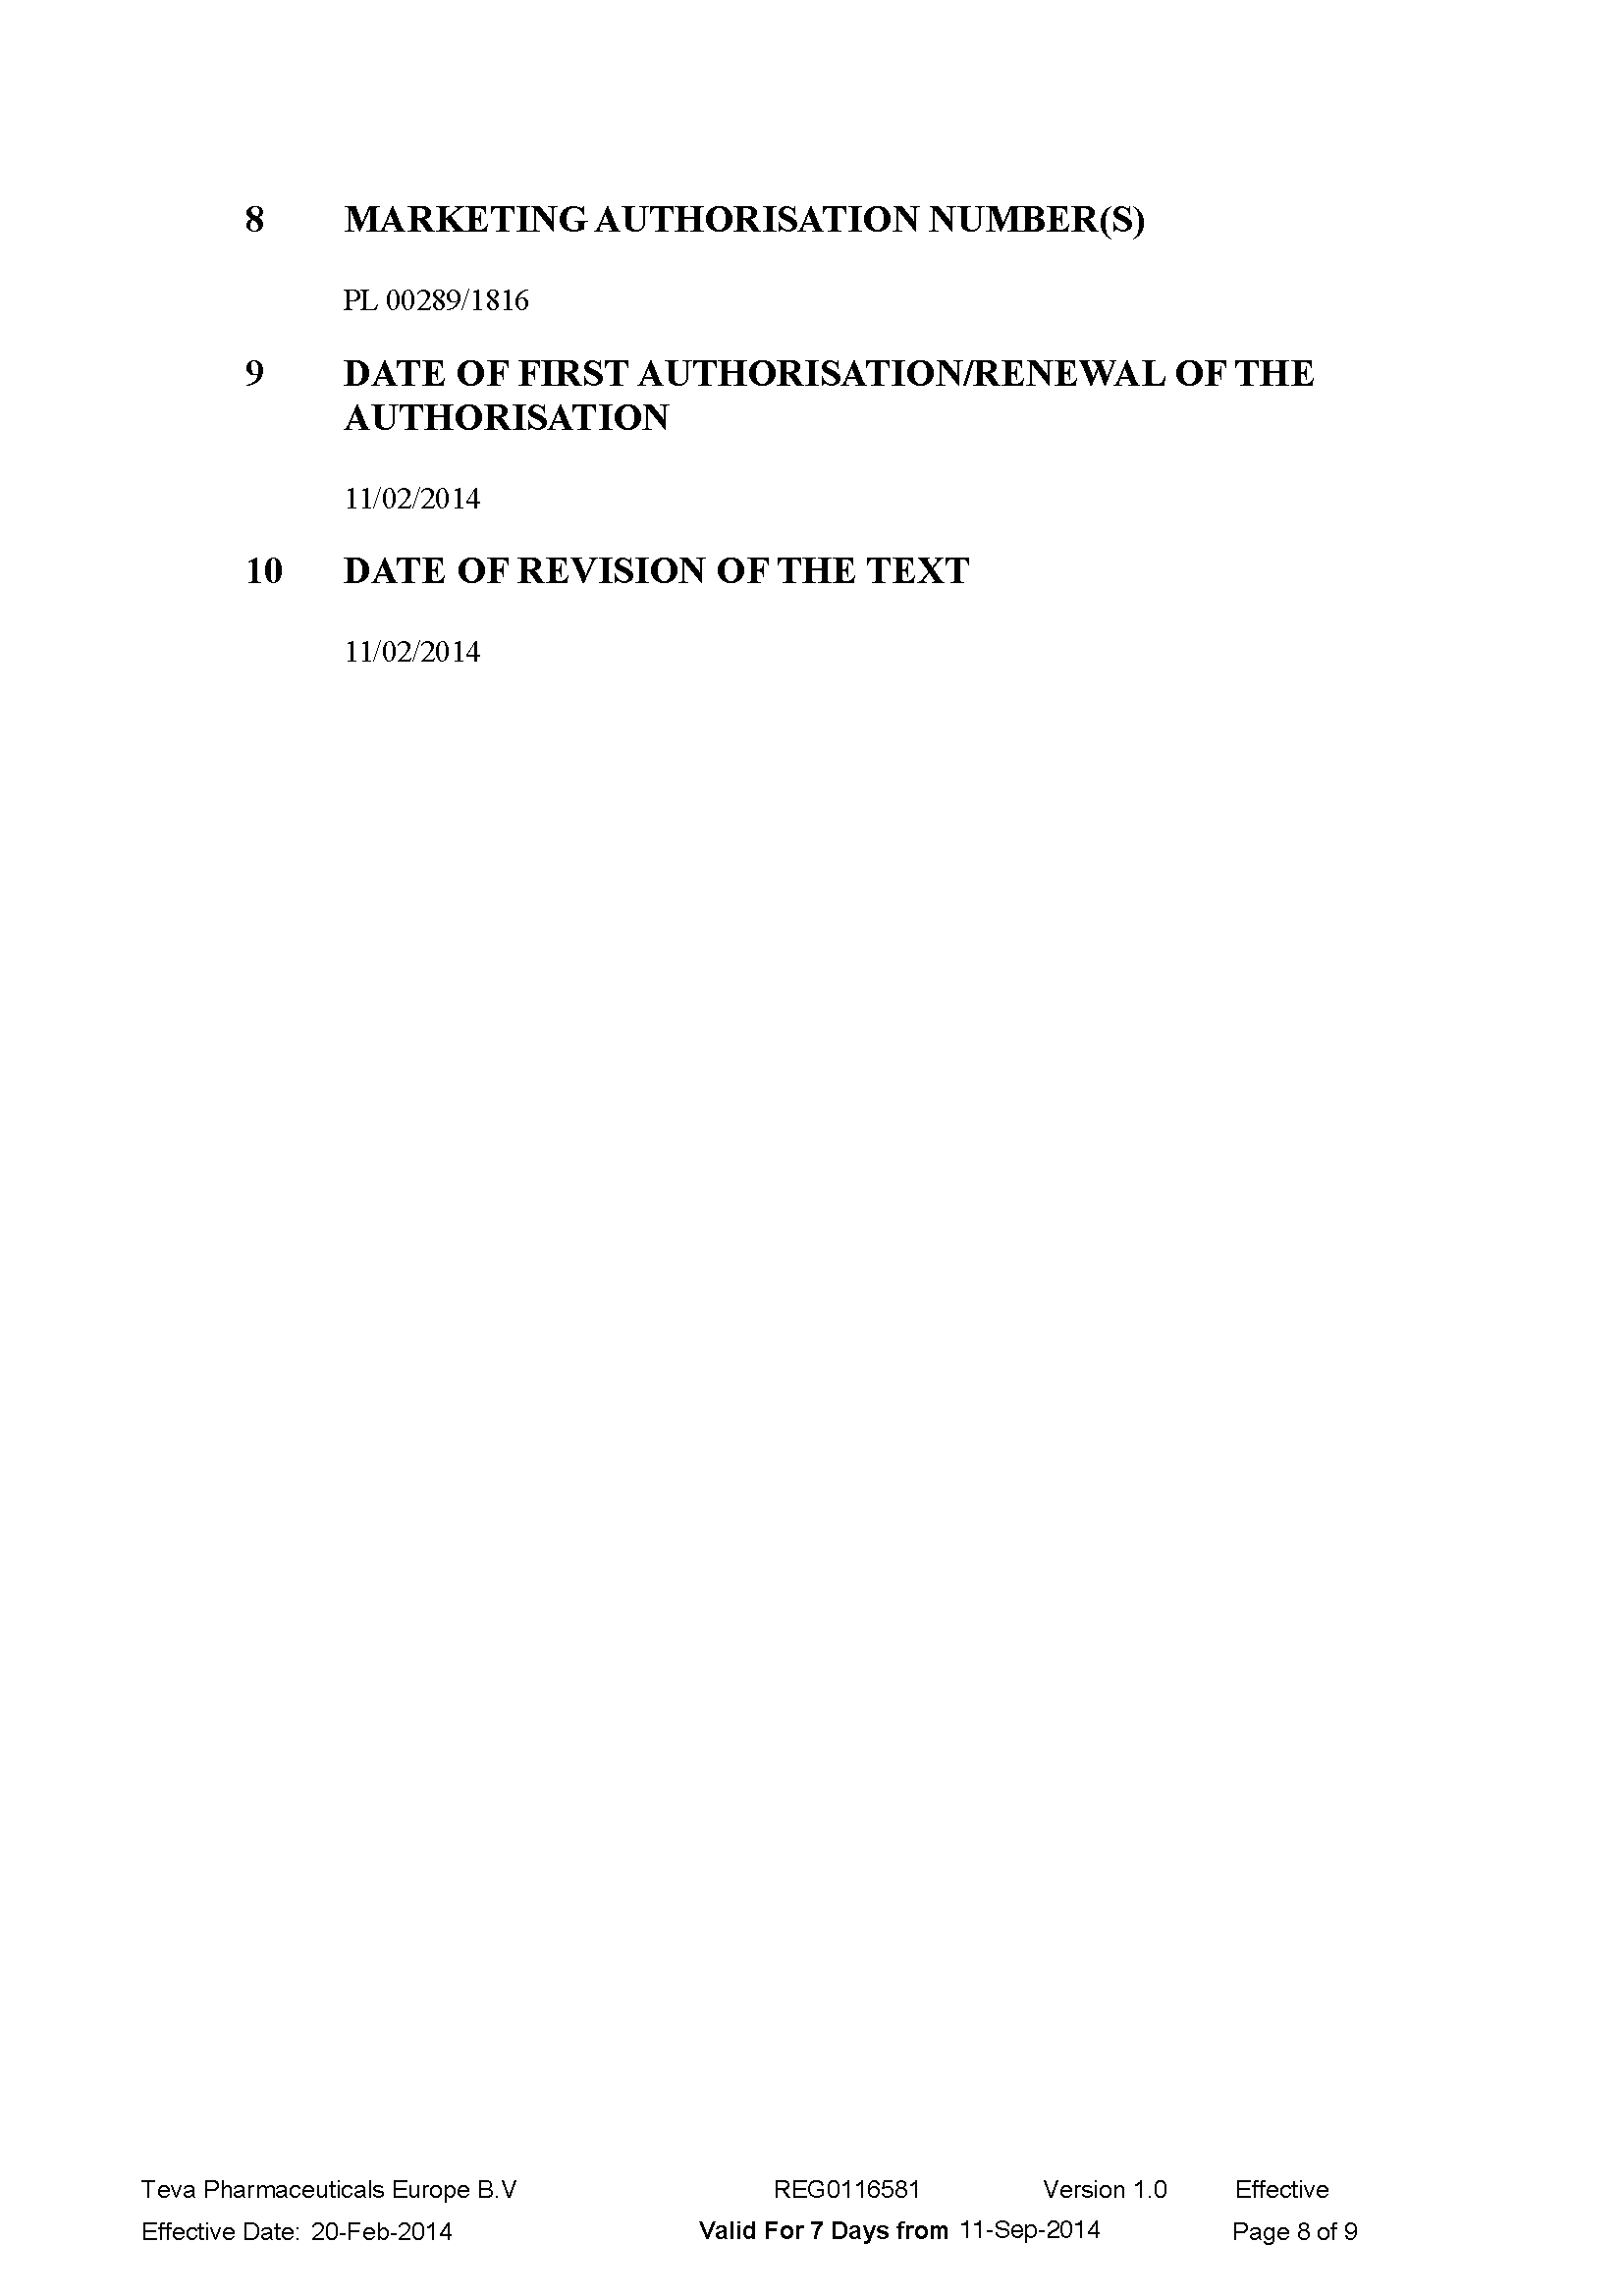 8 MARKETING AUTHORISATION NUMBER(S)
PL 00289/1816
9 DATE OF FIRST AUTHORISATION/RENEWAL OF THE
AUTHORISATION
11/02/2014
10 DATE OF REVISION OF THE TEXT
11/02/2014
Teva Pharmaceuticals Europe B.V REG0116581 Version 1.0 Effective
Effective Date: 20-Feb-2014 Valid For 7 Days from 11-Sep-2014 Page 8 of 9